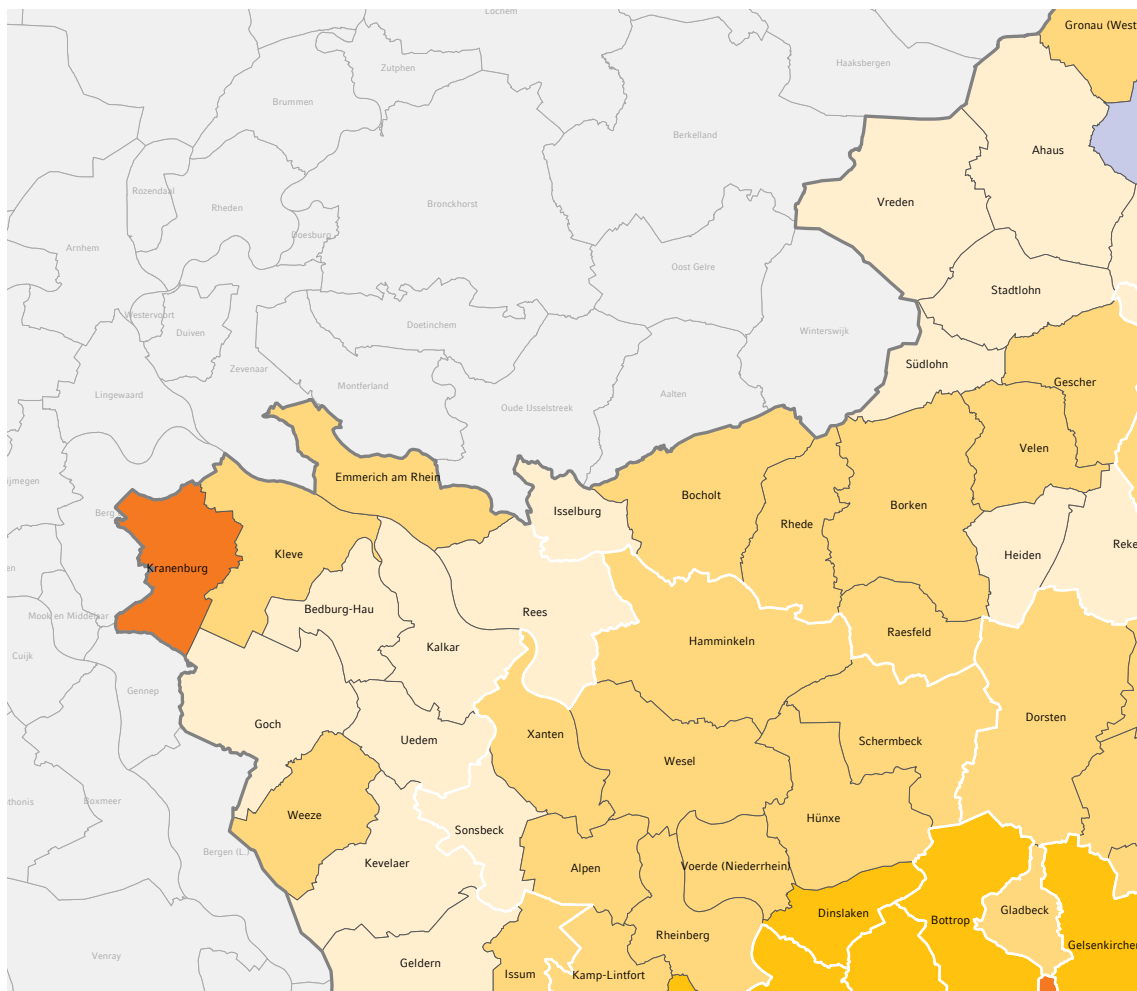 Lochem
Gronau (West
Zutphen
Haaksbergen
Brummen
Berkelland
Ahaus
Rozendaal
Rheden
Bronckhorst
Vreden
Doesburg
Arnhem
Oost Gelre
Stadtlohn
Westervoort
Duiven
Doetinchem
Winterswijk
Südlohn
Zevenaar
Montferland
Gescher
Lingewaard
Aalten
Oude IJsselstreek
Velen
Emmerich am Rhein
ijmegen
Bocholt
Borken
Berg
Isselburg
Rhede
Reke
Kleve
Heiden
en
Kranenburg
Bedburg-Hau
Rees
Mook en Middelaar
Raesfeld
Hamminkeln
Kalkar
Cuijk
Gennep
Goch
Dorsten
Xanten
Uedem
Schermbeck
Wesel
thonis
Boxmeer
Weeze
Hünxe
Sonsbeck
Bergen (L.)
Kevelaer
Alpen
Voerde (Niederrhein)
Dinslaken
Gladbeck
Bottrop
Rheinberg
Gelsenkirchen
Venray
Geldern
Issum
Kamp-Lintfort